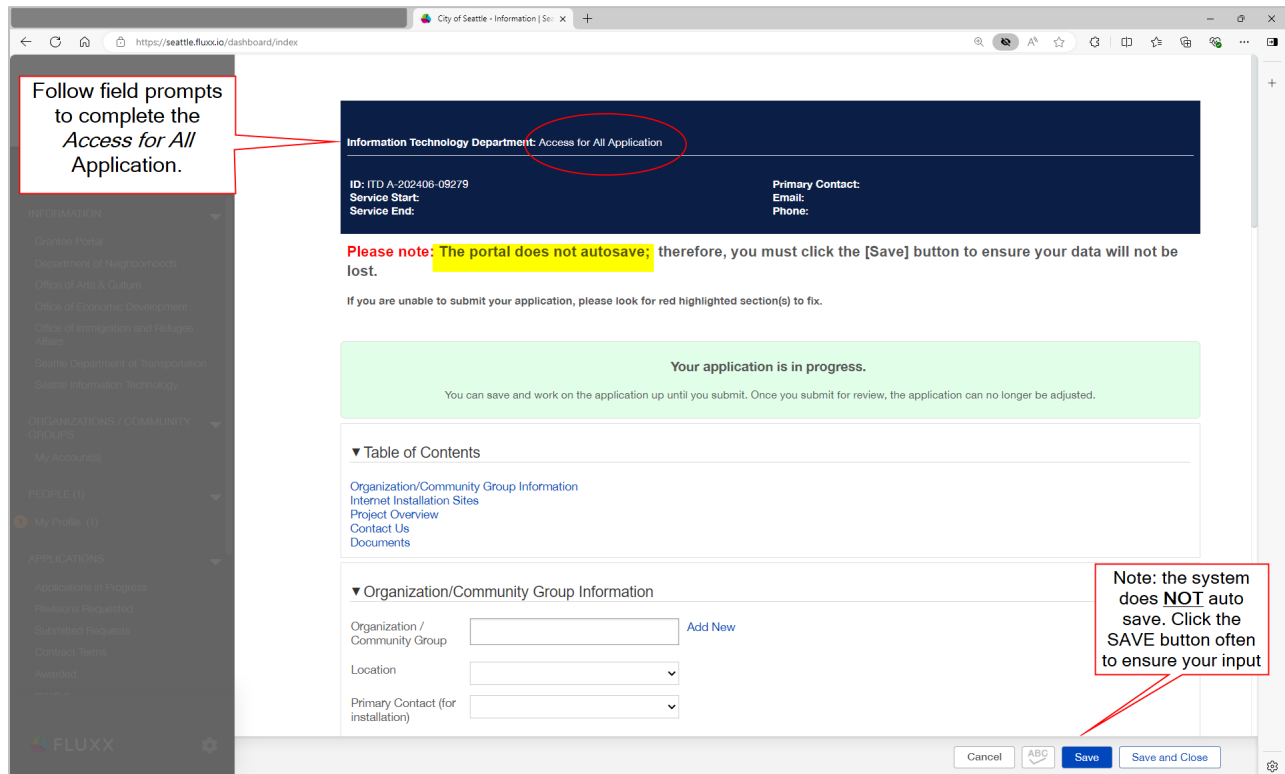 City of Seattle - Information | Se
https://seattle.fluxx.io/dashboard/index
Follow field prompts
to complete the
Access for All
Application.
Information Technology Department: Access for All Application
ID: ITD A-202406-09279
Service Start:
Service End:
Primary Contact:
Email:
Phone:
Please note: The portal does not autosave; therefore, you must click the [Save] button to ensure your data will not be
lost.
If you are unable to submit your application, please look for red highlighted section(s) to fix.
Your application is in progress.
You can save and work on the application up until you submit. Once you submit for review, the application can no longer be adjusted.
INFORMATION
Grantee Portal
Department of Neighborhoods
Office of Arts & Culture
Office of Economic Development
Office of Immigration and Refugee
Affairs
Seattle Department of Transportation
Seattle Information Technology
ORGANIZATIONS / COMMUNITY
GROUPS
My Account(s)
PEOPLE (1)
My Profile (1)
APPLICATIONS
Applications in Progress
Revisions Requested
Submitted Requests
Contract Terms
Awarded
FLUXX
Table of Contents
Organization/Community Group Information
Internet Installation Sites
Project Overview
Contact Us
Documents
Organization/Community Group Information
Organization /
Community Group
Add New
Location
Primary Contact (for
installation)
Note: the system
does NOT auto
save. Click the
SAVE button often
to ensure your input
Cancel
ABC
Save
Save and Close